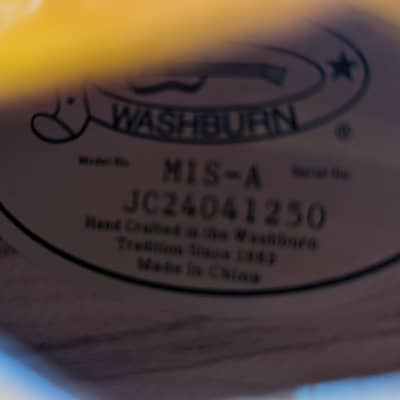 WASHBURN ®
Model No. M1S-A Serial No.
JC24041250
Hand Crafted in the Washburn
Tradition Since 1883
Made in China